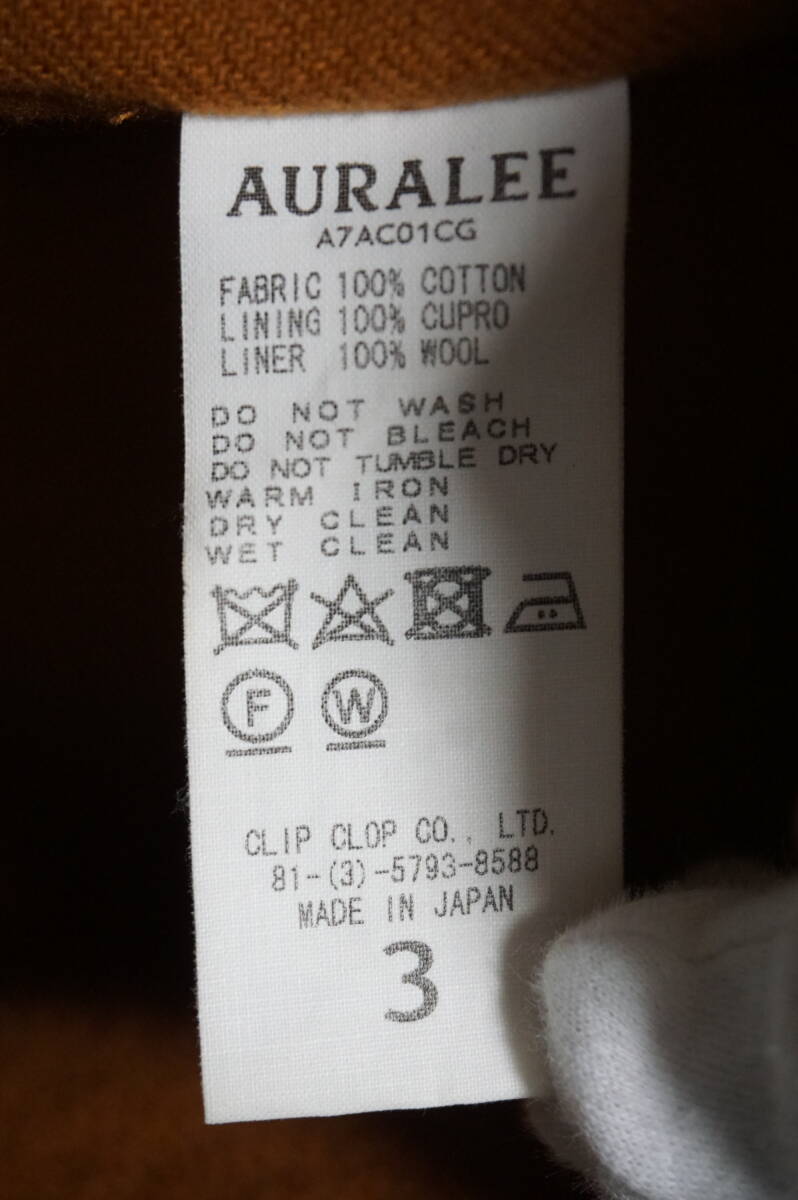 AURALEE
A7AC01CG
FABRIC 100% COTTON
LINING 100% CUPRO
LINER 100% WOOL
DO NOT WASH
DO NOT BLEACH
DO NOT TUMBLE DRY
WARM IRON
DRY CLEAN
WET CLEAN
F W
CLIP CLOP CO., LTD.
81-(3)-5793-8588
MADE IN JAPAN
3